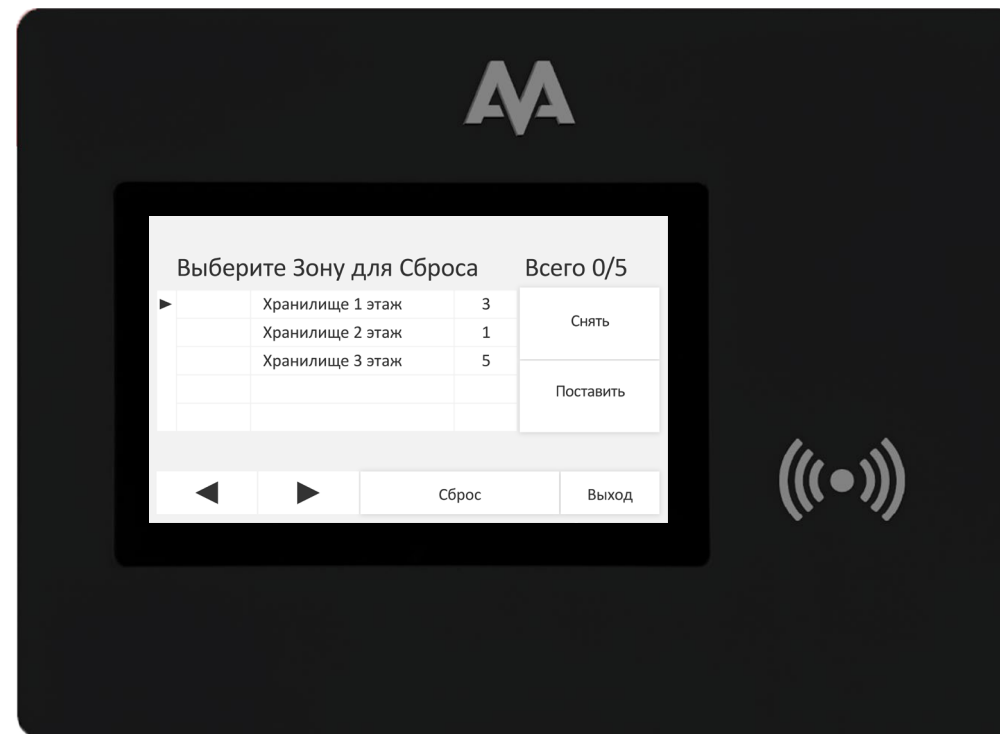 Выберите Зону для Сброса Всего 0/5
Хранилище 1 этаж 3
Хранилище 2 этаж 1
Хранилище 3 этаж 5
Снять
Поставить
Сброс Выход